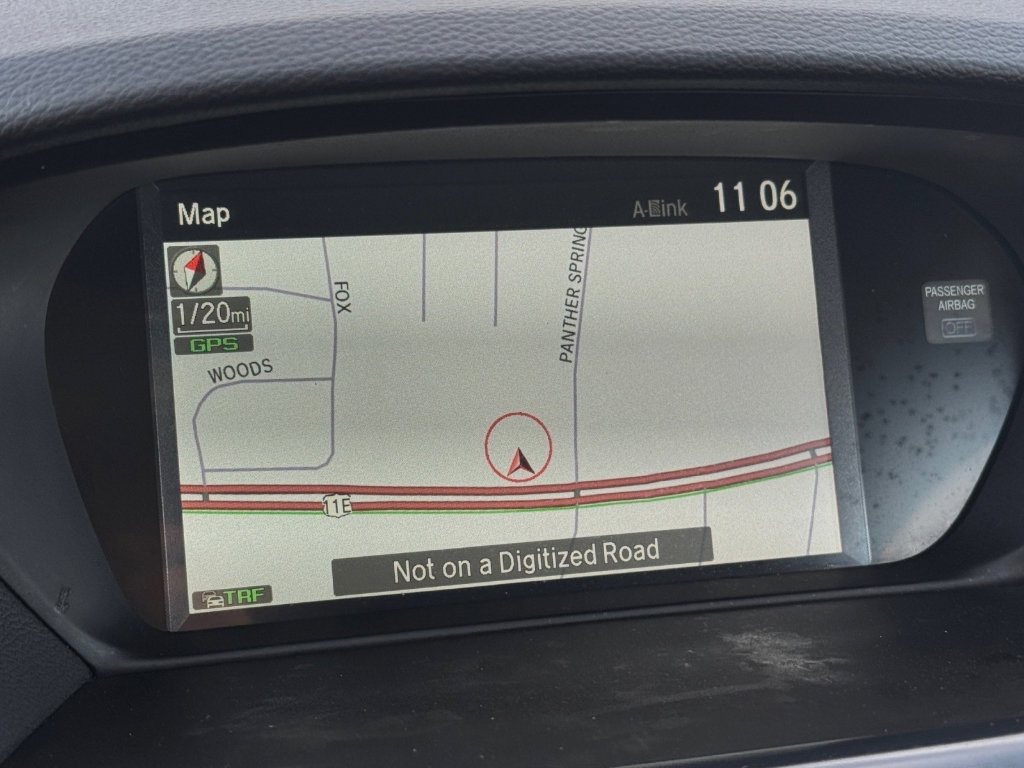 Map
A-Link
11 06
1/20mi
GPS
FOX
PANTHER SPRING
WOODS
11E
Not on a Digitized Road
TRF
PASSENGER
AIRBAG
OFF